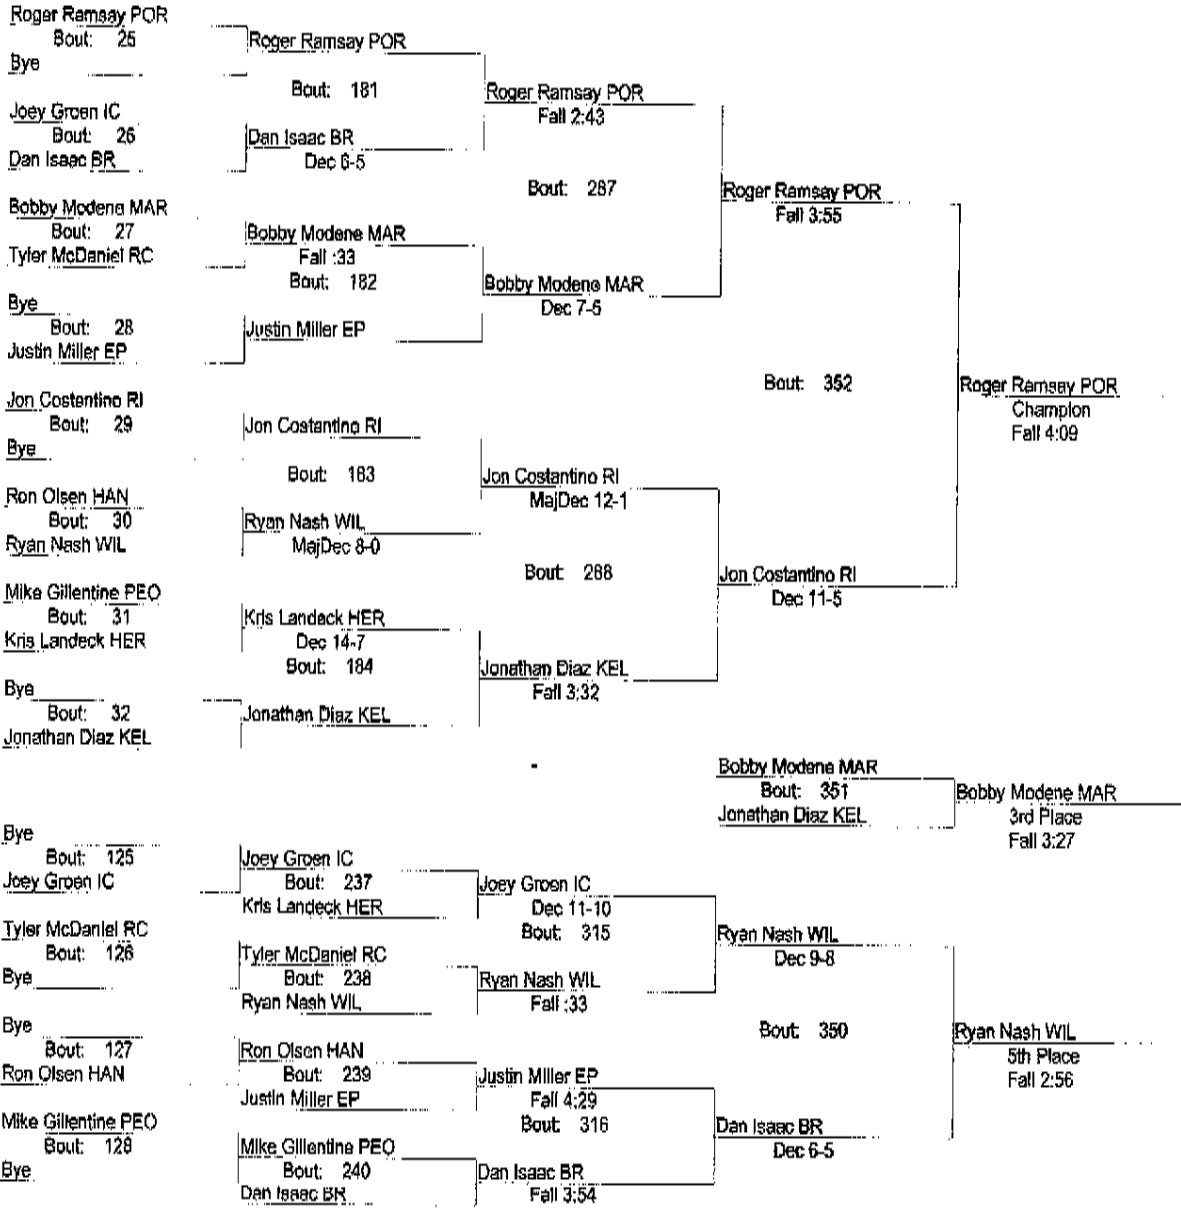 Roger Ramsay POR
Bout: 25
Bye
Joey Groen IC
Bout: 26
Dan Isaac BR
Bobby Modene MAR
Bout: 27
Tyler McDaniel RC
Bye
Bout: 28
Justin Miller EP
Jon Costantino RI
Bout: 29
Bye
Ron Olsen HAN
Bout: 30
Ryan Nash WIL
Mike Gillentine PEO
Bout: 31
Kris Landeck HER
Bye
Bout: 32
Jonathan Diaz KEL
Roger Ramsay POR
Bout: 181
Dan Isaac BR
Dec 6-5
Bobby Modene MAR
Fall :33
Bout: 182
Justin Miller EP
Jon Costantino RI
Bout: 183
Ryan Nash WIL
MajDec 8-0
Kris Landeck HER
Dec 14-7
Bout: 184
Jonathan Diaz KEL
Roger Ramsay POR
Fall 2:43
Bout: 287
Bobby Modene MAR
Dec 7-5
Jon Costantino RI
MajDec 12-1
Bout: 288
Jonathan Diaz KEL
Fall 3:32
Roger Ramsay POR
Fall 3:55
Bout: 352
Jon Costantino RI
Dec 11-5
Roger Ramsay POR
Champion
Fall 4:09
Bobby Modene MAR
Bout: 351
Jonathan Diaz KEL
Bobby Modene MAR
3rd Place
Fall 3:27
Bye
Bout: 125
Joey Groen IC
Tyler McDaniel RC
Bout: 126
Bye
Bye
Bout: 127
Ron Olsen HAN
Mike Gillentine PEO
Bout: 128
Bye
Joey Groen IC
Bout: 237
Kris Landeck HER
Tyler McDaniel RC
Bout: 238
Ryan Nash WIL
Ron Olsen HAN
Bout: 239
Justin Miller EP
Mike Gillentine PEO
Bout: 240
Dan Isaac BR
Joey Groen IC
Dec 11-10
Bout: 315
Ryan Nash WIL
Fall :33
Justin Miller EP
Fall 4:29
Bout: 316
Dan Isaac BR
Fall 3:54
Ryan Nash WIL
Dec 9-8
Bout: 350
Dan Isaac BR
Dec 6-5
Ryan Nash WIL
5th Place
Fall 2:56